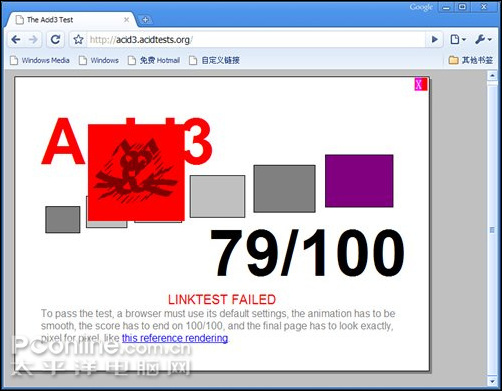 Google
The Acid3 Test
http://acid3.acidtests.org/
Windows Media Windows 免费 Hotmail 自定义链接 其他书签
X
79/100
LINKTEST FAILED
To pass the test, a browser must use its default settings, the animation has to be
smooth, the score has to end on 100/100, and the final page has to look exactly,
pixel for pixel, like this reference rendering.
PConline.com.cn
太平洋电脑网